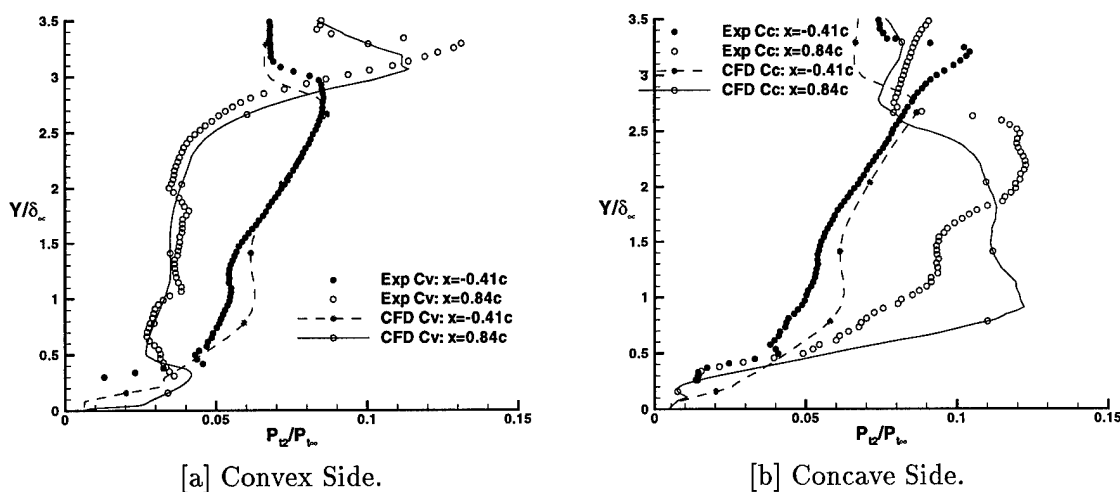 3.5
3
2.5
2
Y/δ∞
1.5
1
0.5
0
0
0.05
0.1
0.15
Pt2/Pt∞
Exp Cv: x=-0.41c
Exp Cv: x=0.84c
CFD Cv: x=-0.41c
CFD Cv: x=0.84c
[a] Convex Side.
3.5
3
2.5
2
Y/δ∞
1.5
1
0.5
0
0
0.05
0.1
0.15
Pt2/Pt∞
Exp Cc: x=-0.41c
Exp Cc: x=0.84c
CFD Cc: x=-0.41c
CFD Cc: x=0.84c
[b] Concave Side.